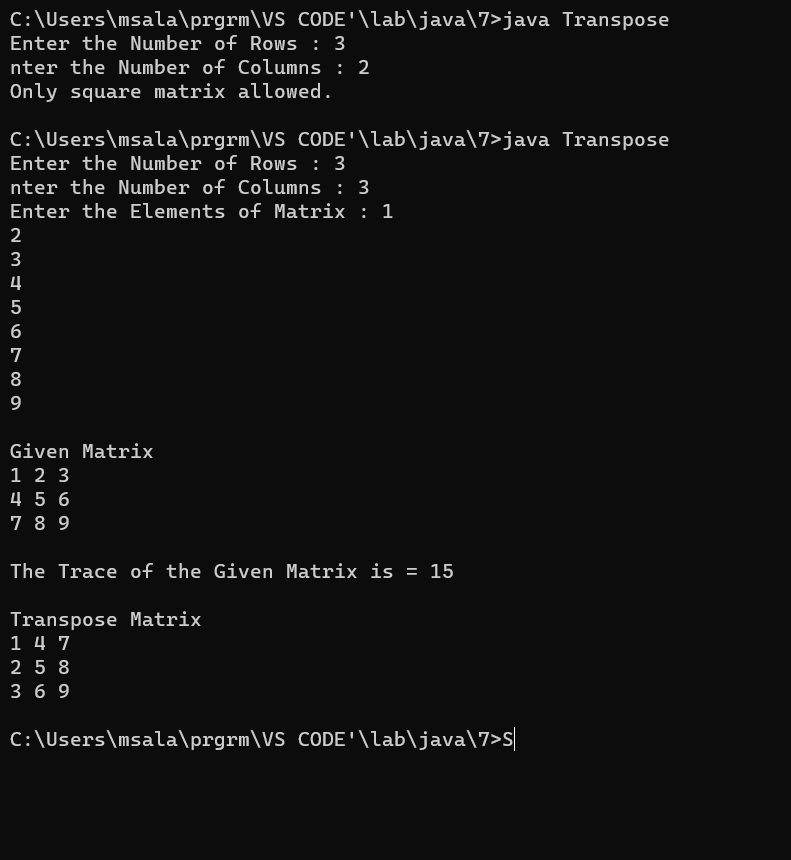 C:\Users\msala\prgrm\VS CODE'\lab\java\7>java Transpose
Enter the Number of Rows : 3
nter the Number of Columns : 2
Only square matrix allowed.

C:\Users\msala\prgrm\VS CODE'\lab\java\7>java Transpose
Enter the Number of Rows : 3
nter the Number of Columns : 3
Enter the Elements of Matrix : 1
2
3
4
5
6
7
8
9

Given Matrix
1 2 3
4 5 6
7 8 9

The Trace of the Given Matrix is = 15

Transpose Matrix
1 4 7
2 5 8
3 6 9

C:\Users\msala\prgrm\VS CODE'\lab\java\7>S